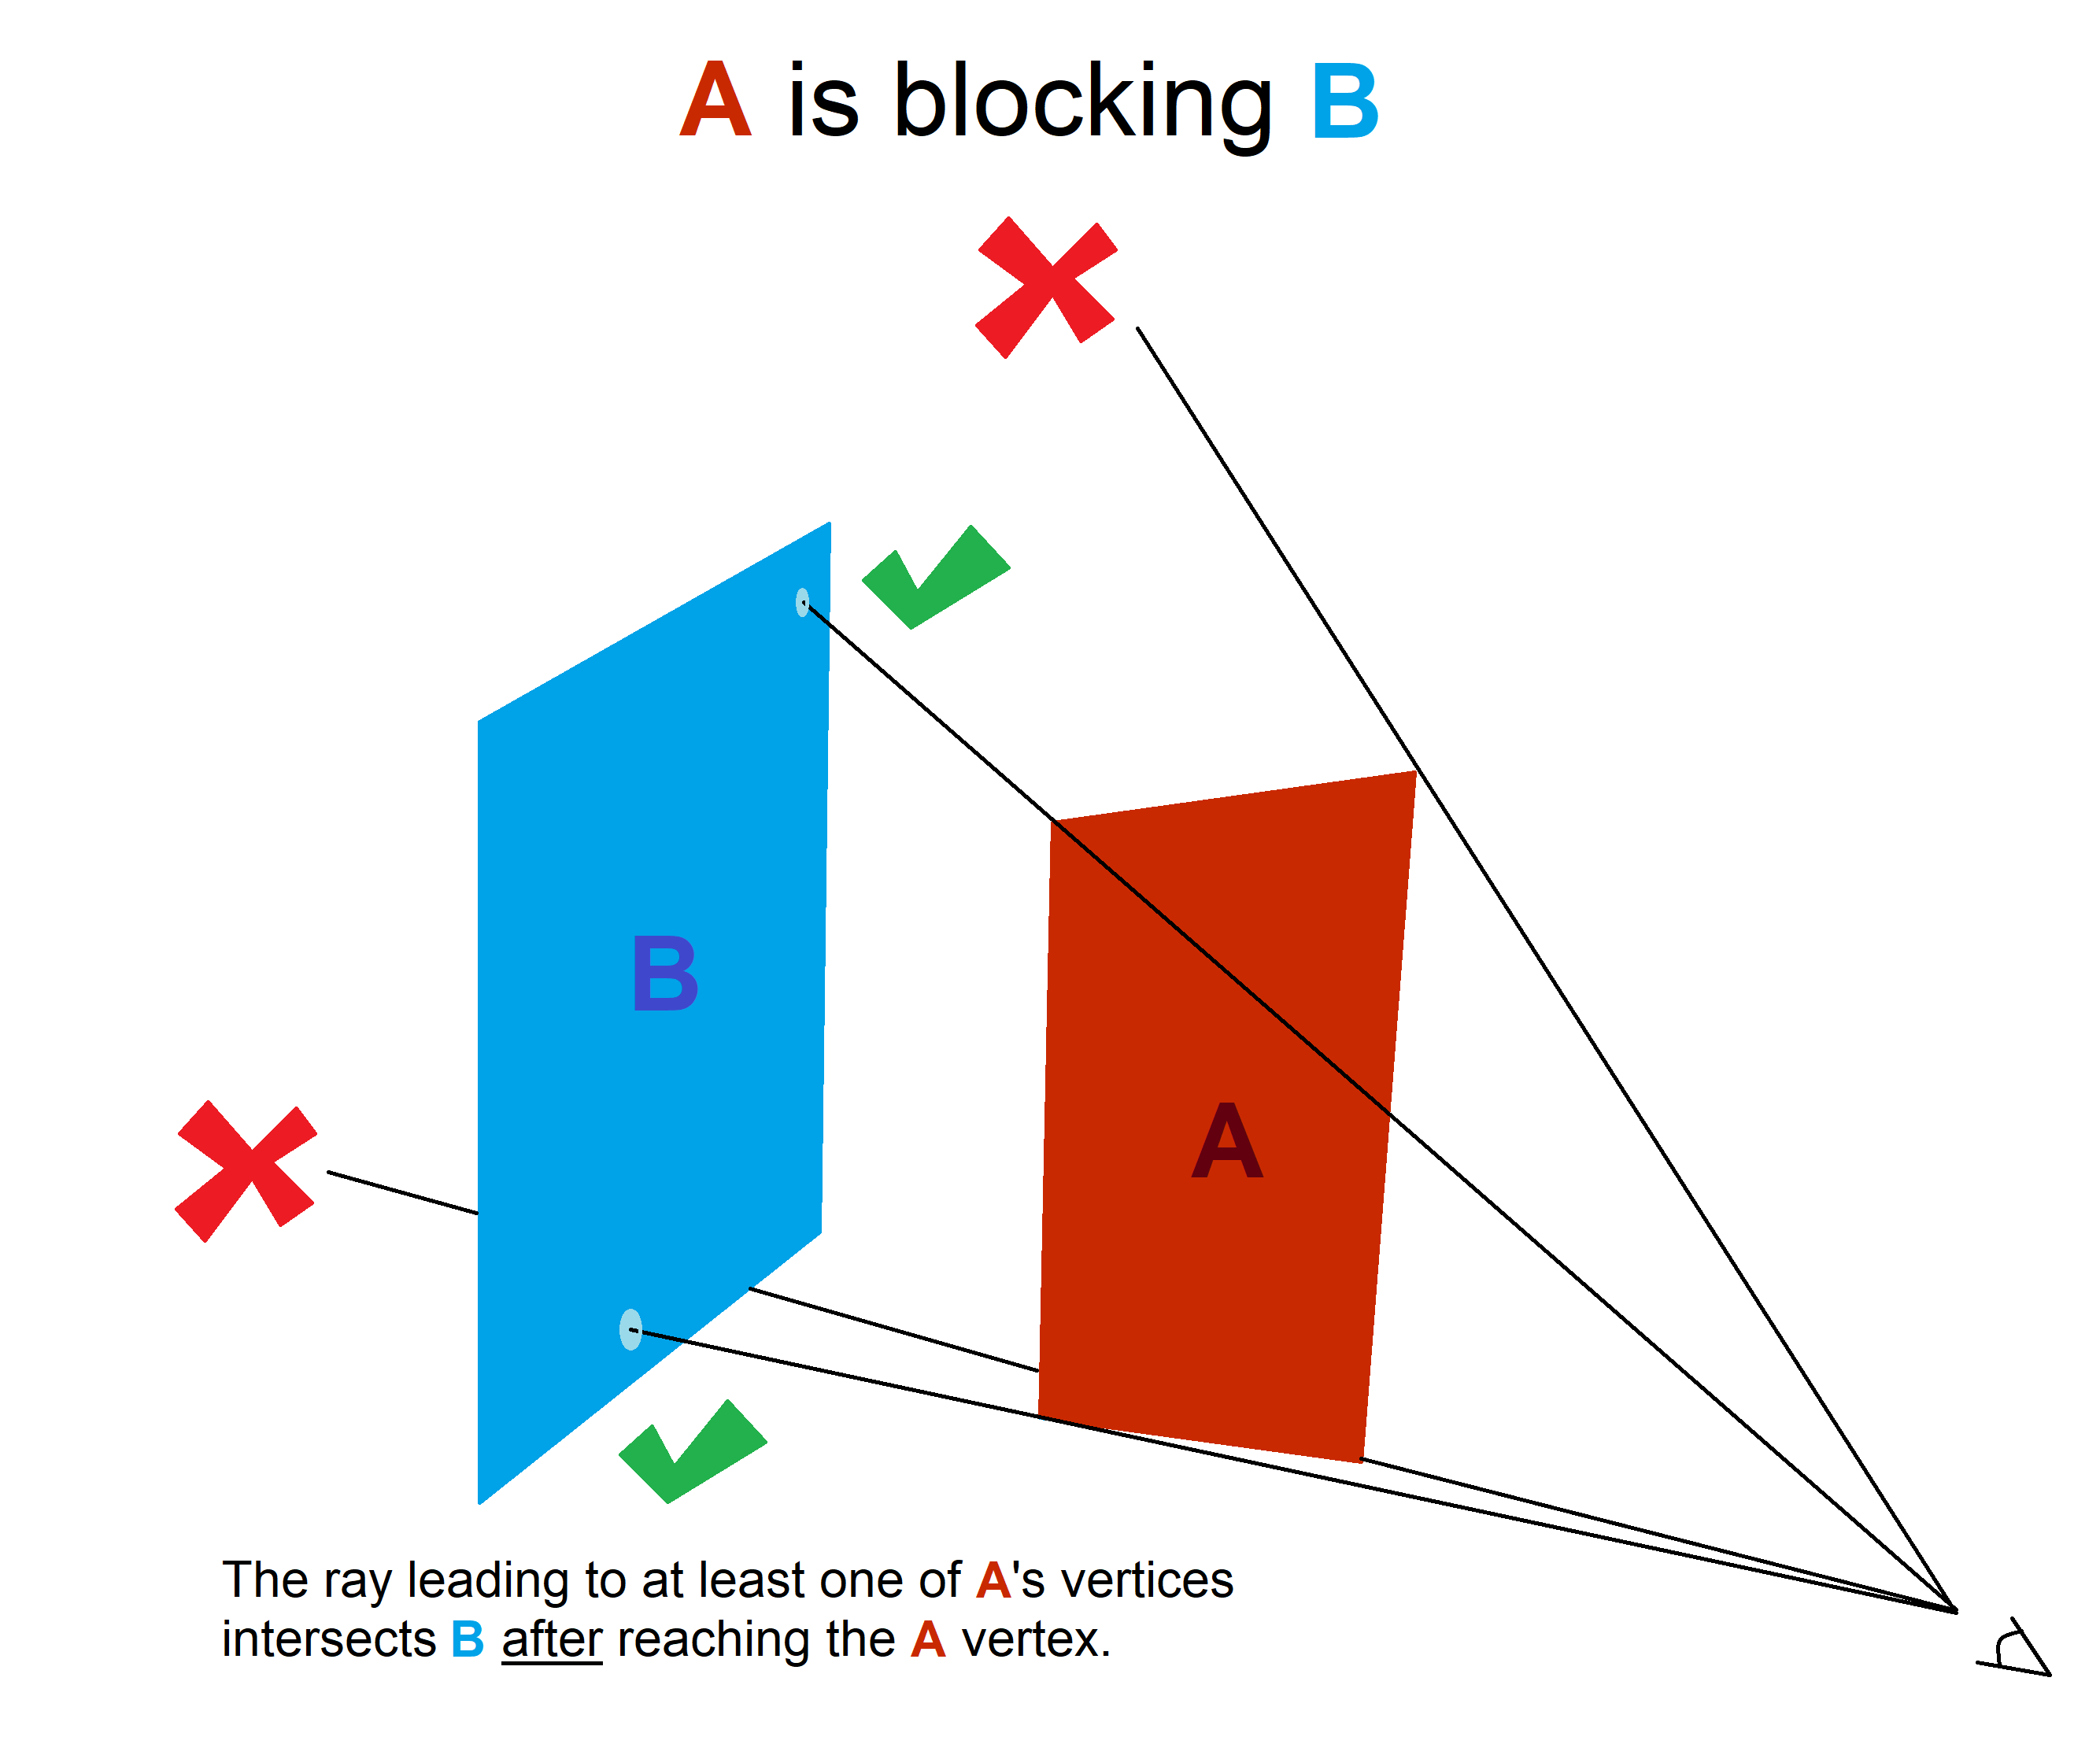 A is blocking B
B
A
The ray leading to at least one of A's vertices
intersects B after reaching the A vertex.